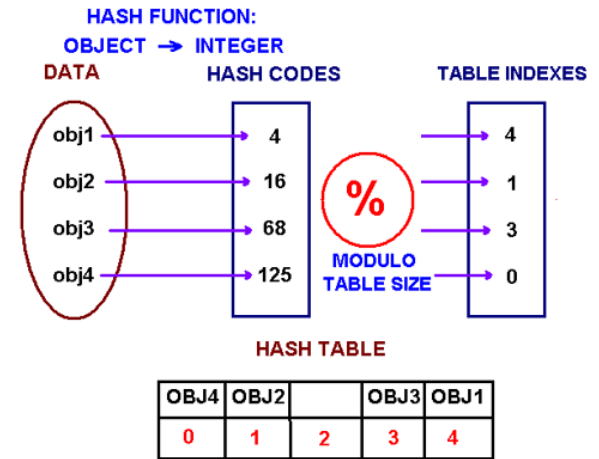 HASH FUNCTION:
OBJECT → INTEGER
DATA HASH CODES TABLE INDEXES
obj1 4 4
obj2 16 1
obj3 68 3
obj4 125 0
%
MODULO
TABLE SIZE
HASH TABLE
OBJ4 OBJ2 OBJ3 OBJ1
0 1 2 3 4